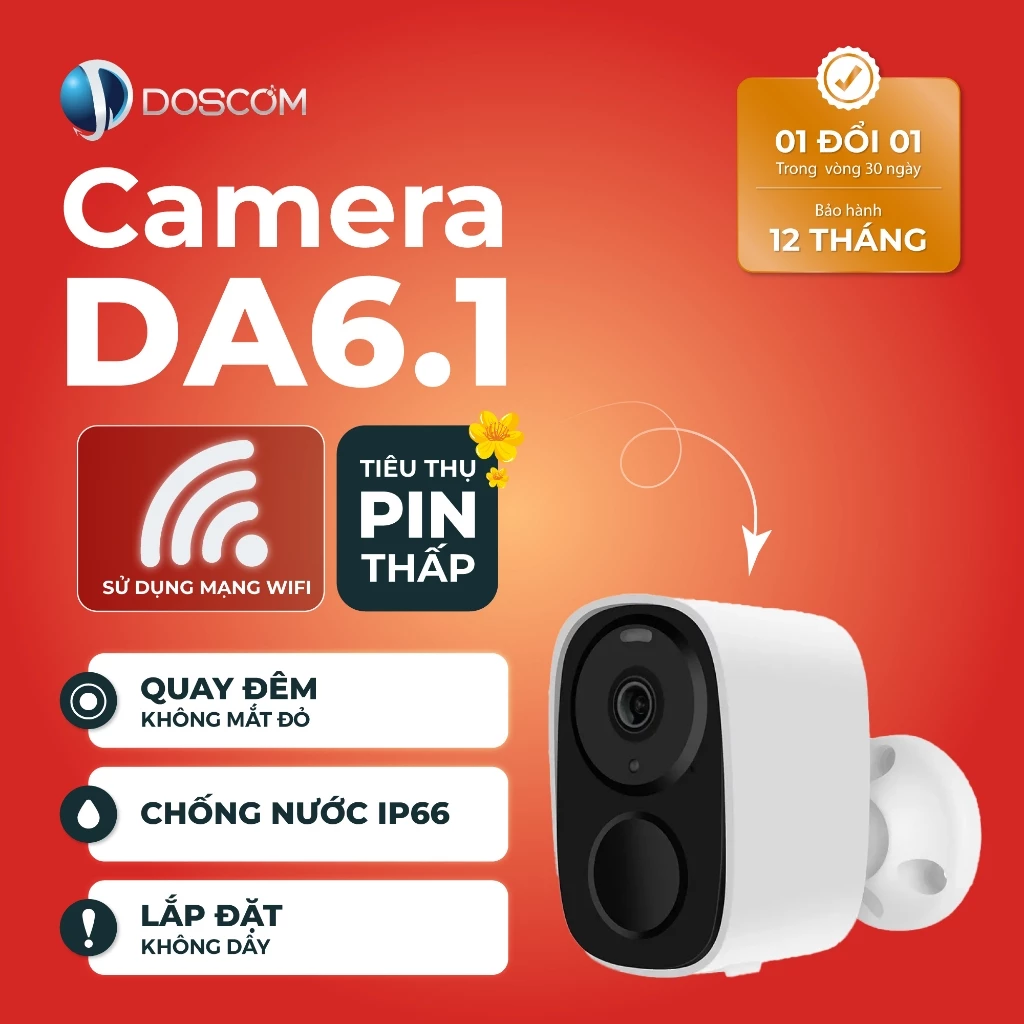 DOSCOM
Camera
DA6.1
01 ĐỔI 01
Trong vòng 30 ngày
Bảo hành
12 THÁNG
SỬ DỤNG MẠNG WIFI
TIÊU THỤ
PIN
THẤP
QUAY ĐÊM
KHÔNG MẮT ĐỎ
CHỐNG NƯỚC IP66
LẮP ĐẶT
KHÔNG DÂY